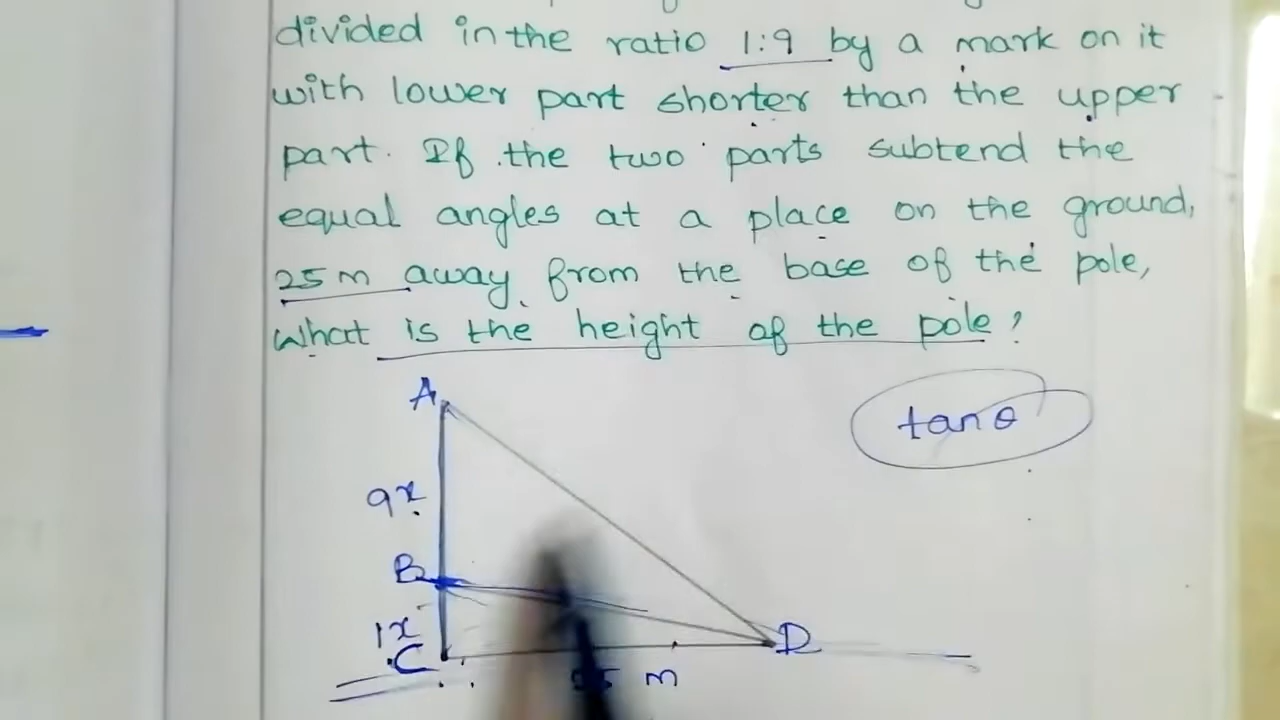 divided in the ratio 1:9 by a mark on it
with lower part shorter than the upper
part. If the two parts subtend the
equal angles at a place on the ground,
25m away from the base of the pole,
What is the height of the pole?
A
tanθ
9x
B
1x
C
D
m